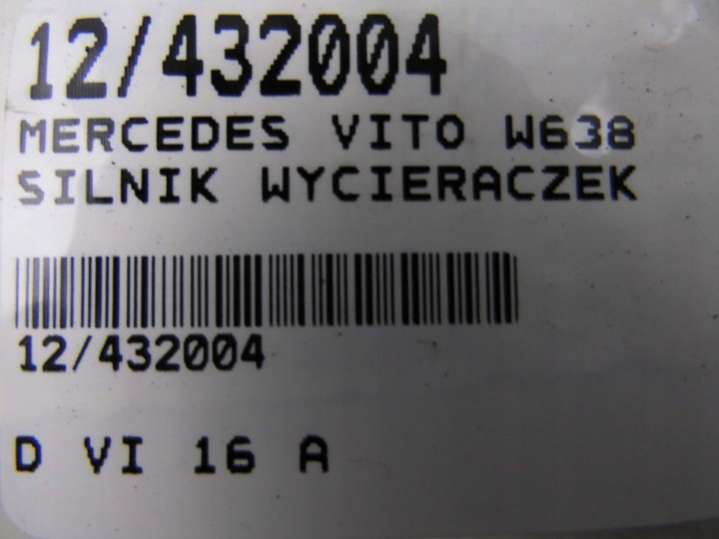 12/432004
MERCEDES VITO W638
SILNIK WYCIERACZEK
12/432004
D VI 16 A